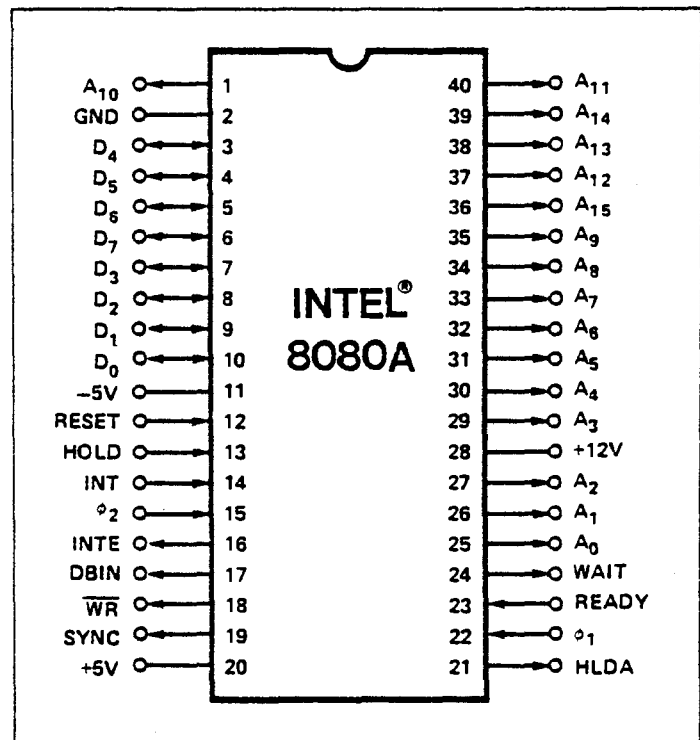 A10 1 40 A11
GND 2 39 A14
D4 3 38 A13
D5 4 37 A12
D6 5 36 A15
D7 6 35 A9
D3 7 34 A8
D2 8 33 A7
D1 9 32 A6
D0 10 31 A5
−5V 11 30 A4
RESET 12 29 A3
HOLD 13 28 +12V
INT 14 27 A2
ϕ2 15 26 A1
INTE 16 25 A0
DBIN 17 24 WAIT
W̅R̅ 18 23 READY
SYNC 19 22 ϕ1
+5V 20 21 HLDA
INTEL®
8080A